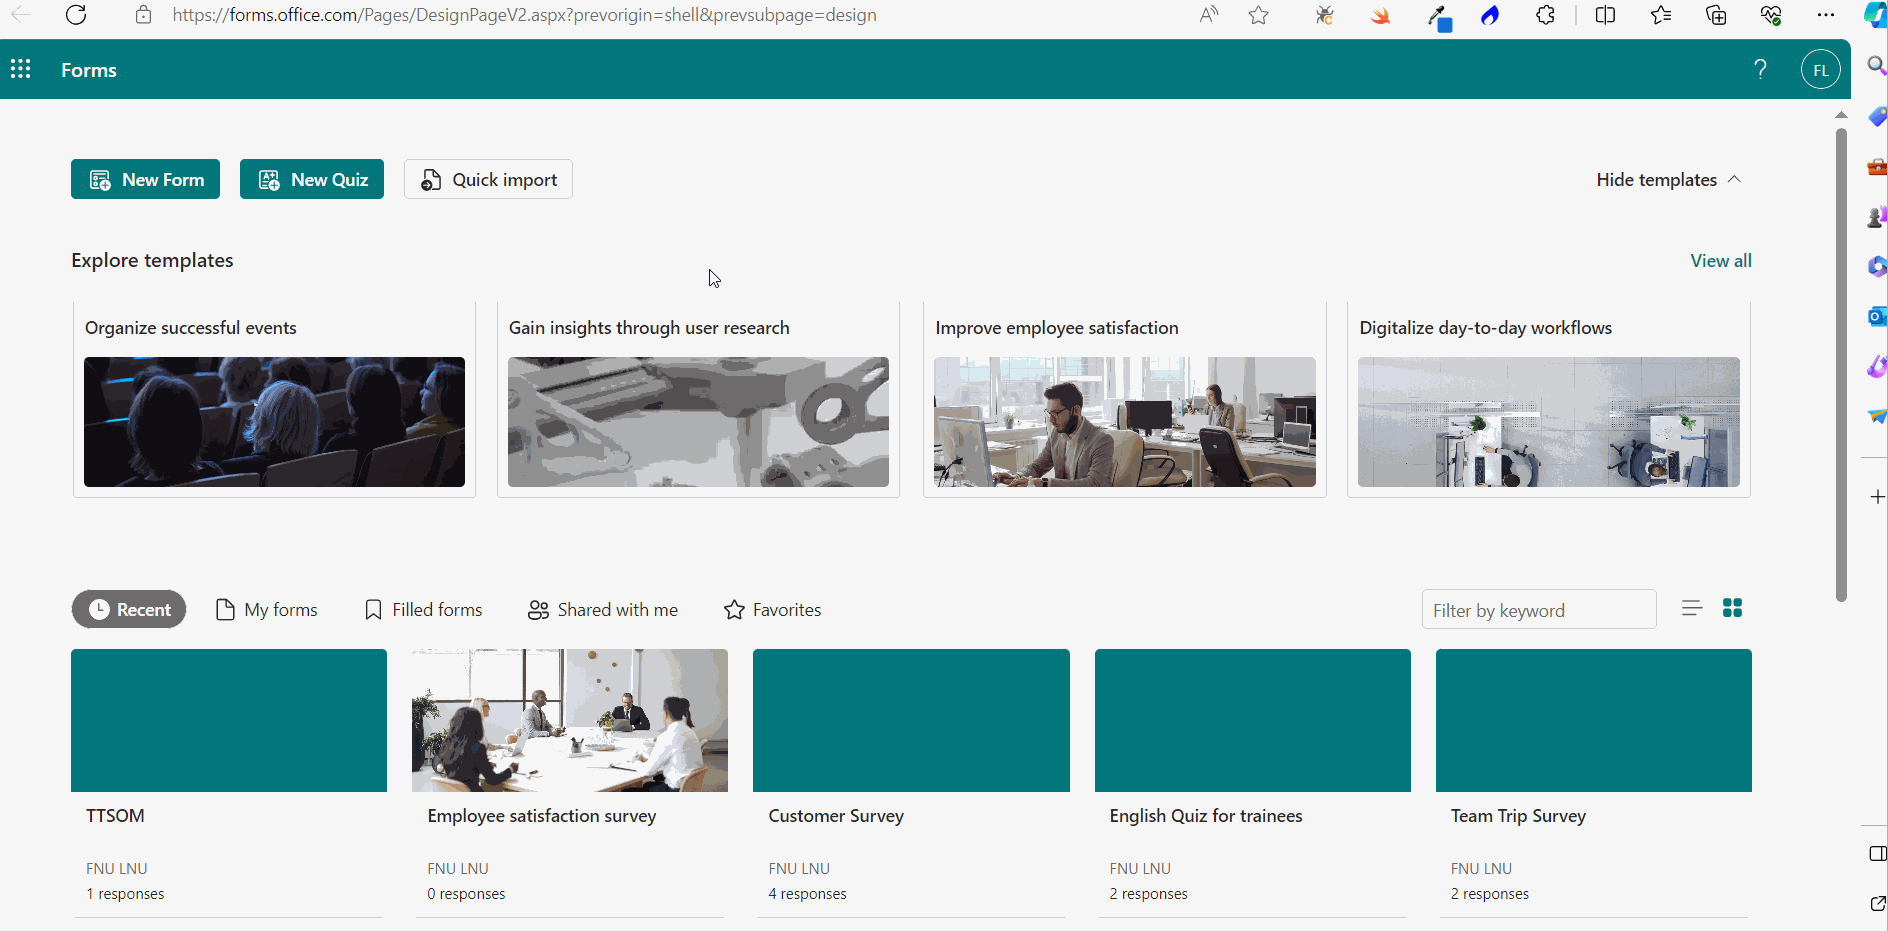 https://forms.office.com/Pages/DesignPageV2.aspx?prevorigin=shell&prevsubpage=design
Forms
?
FL
New Form
New Quiz
Quick import
Hide templates
Explore templates
View all
Organize successful events
Gain insights through user research
Improve employee satisfaction
Digitalize day-to-day workflows
Recent
My forms
Filled forms
Shared with me
Favorites
Filter by keyword
TTSOM
Employee satisfaction survey
Customer Survey
English Quiz for trainees
Team Trip Survey
FNU LNU
FNU LNU
FNU LNU
FNU LNU
FNU LNU
1 responses
0 responses
4 responses
2 responses
2 responses